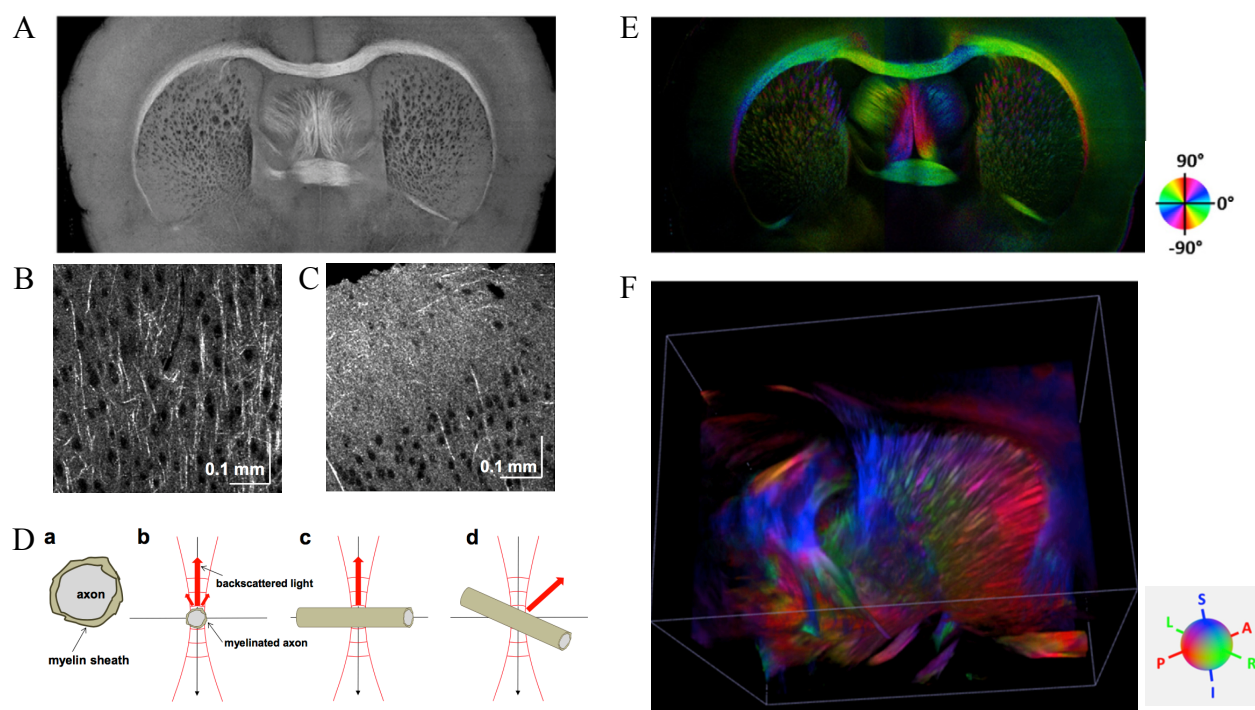 A
B
0.1 mm
C
0.1 mm
D
a
axon
myelin sheath
b
backscattered light
myelinated axon
c
d
E
90°
0°
-90°
F
S
L
A
P
R
I